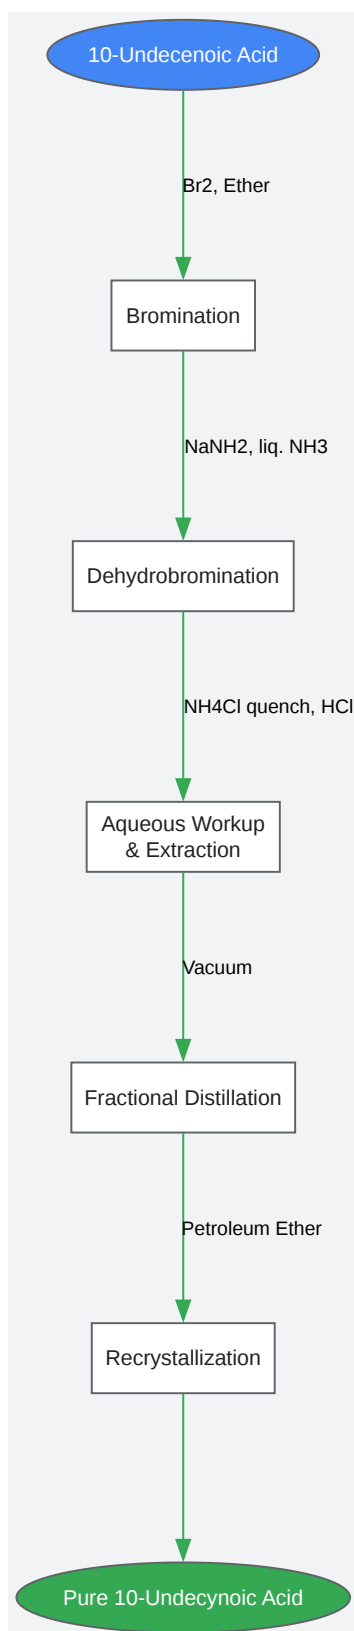 10-Undecenoic Acid
Br2, Ether
Bromination
NaNH2, liq. NH3
Dehydrobromination
NH4Cl quench, HCl
Aqueous Workup
& Extraction
Vacuum
Fractional Distillation
Petroleum Ether
Recrystallization
Pure 10-Undecynoic Acid